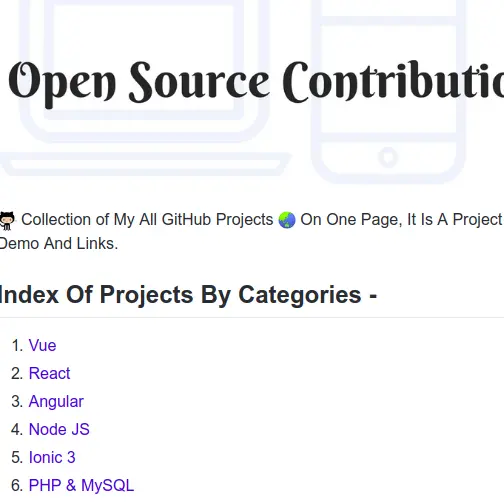 Open Source Contributio
Collection of My All GitHub Projects 🌏 On One Page, It Is A Project
Demo And Links.
Index Of Projects By Categories -
1. Vue
2. React
3. Angular
4. Node JS
5. Ionic 3
6. PHP & MySQL